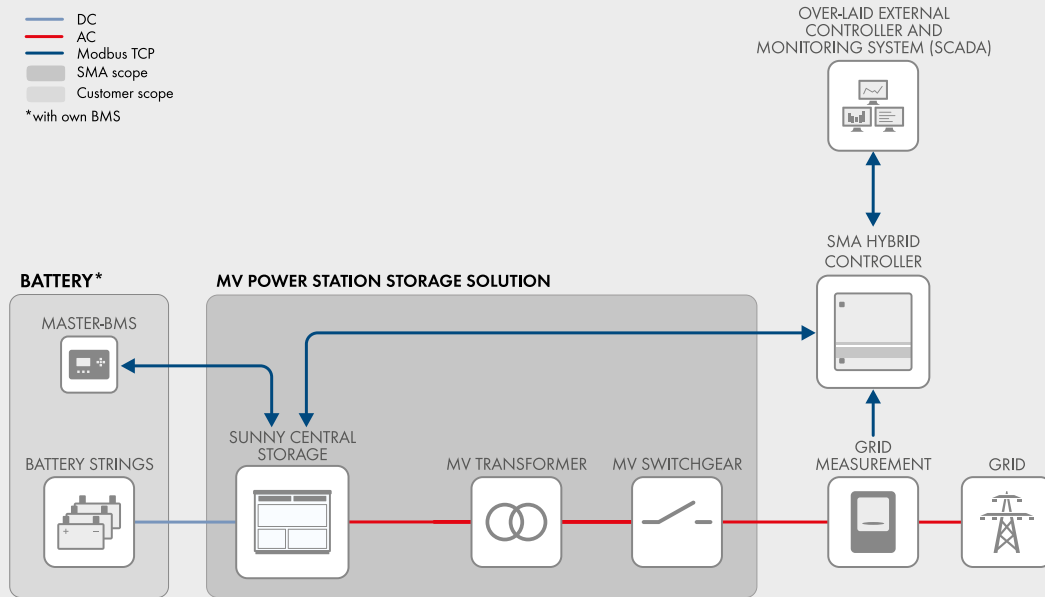 DC
AC
Modbus TCP
SMA scope
Customer scope
*with own BMS
OVER-LAID EXTERNAL
CONTROLLER AND
MONITORING SYSTEM (SCADA)
SMA HYBRID
CONTROLLER
BATTERY*
MV POWER STATION STORAGE SOLUTION
MASTER-BMS
SUNNY CENTRAL
STORAGE
BATTERY STRINGS
MV TRANSFORMER
MV SWITCHGEAR
GRID
MEASUREMENT
GRID